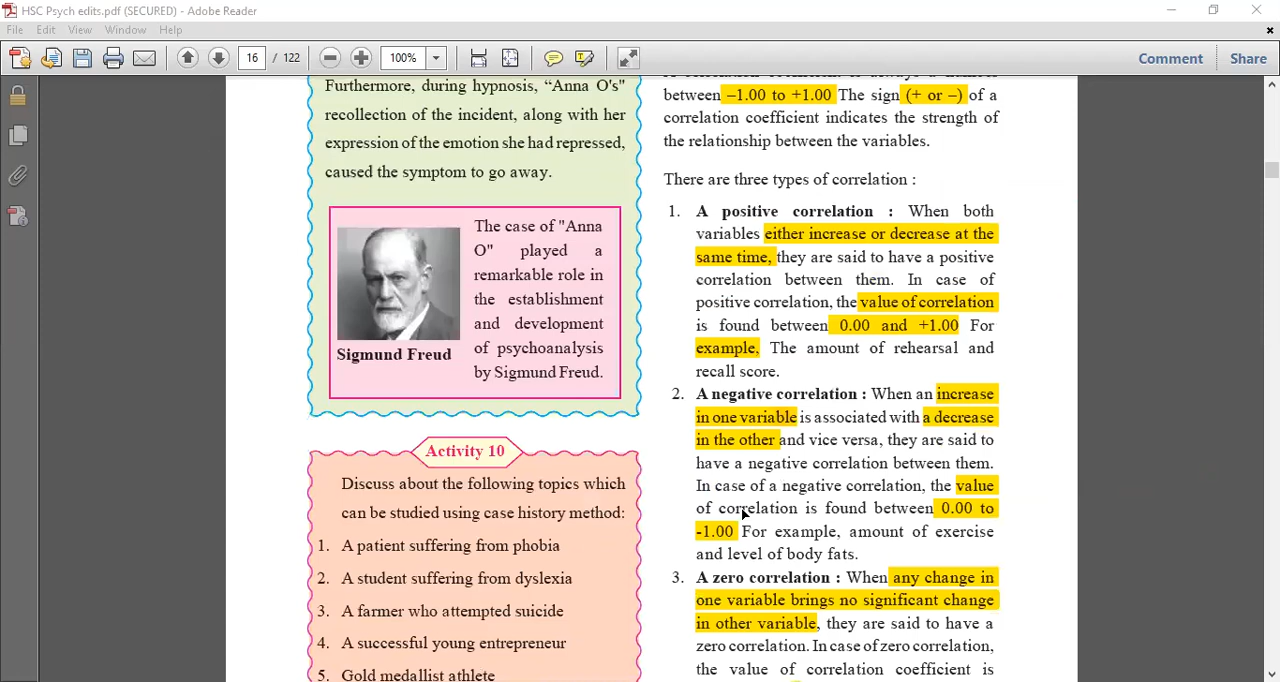 HSC Psych edits.pdf (SECURED) - Adobe Reader
File Edit View Window Help
16 / 122 100% Comment Share
Furthermore, during hypnosis, “Anna O's"
recollection of the incident, along with her
expression of the emotion she had repressed,
caused the symptom to go away.
The case of "Anna
O" played a
remarkable role in
the establishment
and development
of psychoanalysis
by Sigmund Freud.
Sigmund Freud
Activity 10
Discuss about the following topics which
can be studied using case history method:
1. A patient suffering from phobia
2. A student suffering from dyslexia
3. A farmer who attempted suicide
4. A successful young entrepreneur
5. Gold medallist athlete
between –1.00 to +1.00 The sign (+ or –) of a
correlation coefficient indicates the strength of
the relationship between the variables.
There are three types of correlation :
1. A positive correlation : When both
variables either increase or decrease at the
same time, they are said to have a positive
correlation between them. In case of
positive correlation, the value of correlation
is found between 0.00 and +1.00 For
example, The amount of rehearsal and
recall score.
2. A negative correlation : When an increase
in one variable is associated with a decrease
in the other and vice versa, they are said to
have a negative correlation between them.
In case of a negative correlation, the value
of correlation is found between 0.00 to
-1.00 For example, amount of exercise
and level of body fats.
3. A zero correlation : When any change in
one variable brings no significant change
in other variable, they are said to have a
zero correlation. In case of zero correlation,
the value of correlation coefficient is